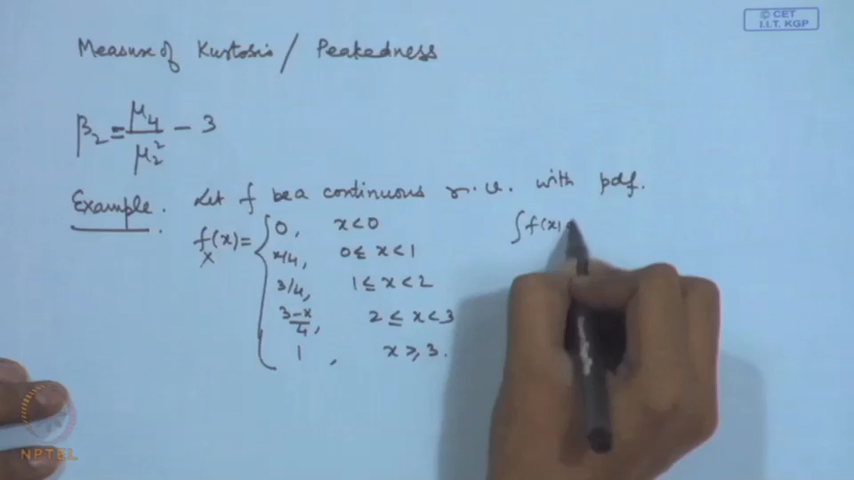 © CET
I.I.T. KGP
Measure of Kurtosis / Peakedness
β₂ = μ₄/μ₂² - 3
Example. Let f be a continuous r.v. with pdf.
f_X(x) = { 0, x < 0
x/4, 0 ≤ x < 1
3/4, 1 ≤ x < 2
(3-x)/4, 2 ≤ x < 3
1, x ≥ 3.
∫f(x)
NPTEL